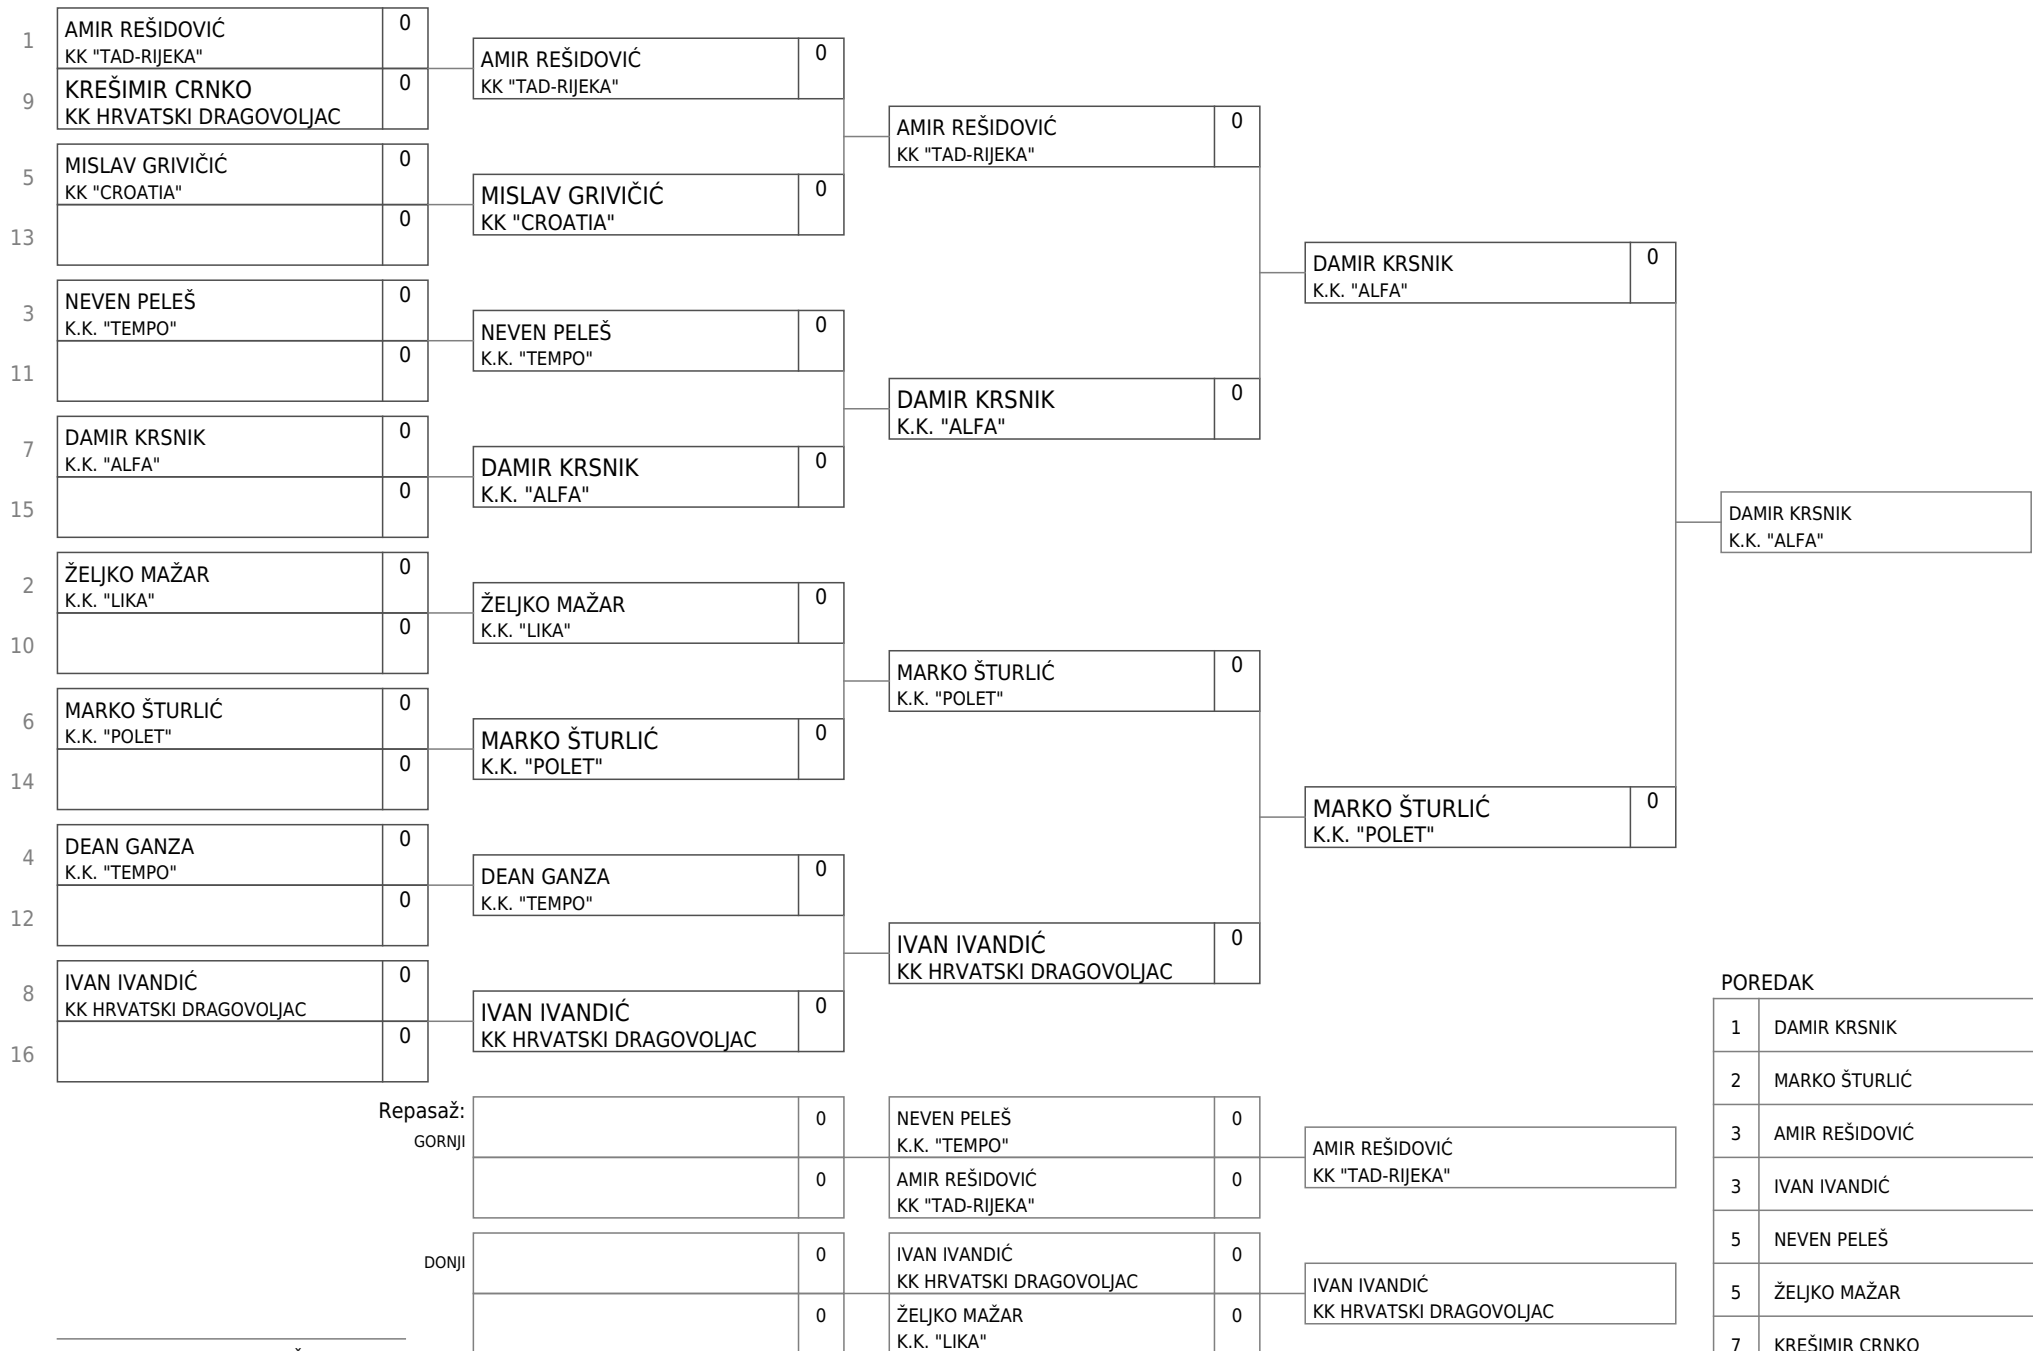 1
AMIR REŠIDOVIĆ
KK "TAD-RIJEKA"
0
9
KREŠIMIR CRNKO
KK HRVATSKI DRAGOVOLJAC
0
5
MISLAV GRIVIČIĆ
KK "CROATIA"
0
13
0
3
NEVEN PELEŠ
K.K. "TEMPO"
0
11
0
7
DAMIR KRSNIK
K.K. "ALFA"
0
15
0
2
ŽELJKO MAŽAR
K.K. "LIKA"
0
10
0
6
MARKO ŠTURLIĆ
K.K. "POLET"
0
14
0
4
DEAN GANZA
K.K. "TEMPO"
0
12
0
8
IVAN IVANDIĆ
KK HRVATSKI DRAGOVOLJAC
0
16
0
AMIR REŠIDOVIĆ
KK "TAD-RIJEKA"
0
MISLAV GRIVIČIĆ
KK "CROATIA"
0
NEVEN PELEŠ
K.K. "TEMPO"
0
DAMIR KRSNIK
K.K. "ALFA"
0
ŽELJKO MAŽAR
K.K. "LIKA"
0
MARKO ŠTURLIĆ
K.K. "POLET"
0
DEAN GANZA
K.K. "TEMPO"
0
IVAN IVANDIĆ
KK HRVATSKI DRAGOVOLJAC
0
AMIR REŠIDOVIĆ
KK "TAD-RIJEKA"
0
DAMIR KRSNIK
K.K. "ALFA"
0
MARKO ŠTURLIĆ
K.K. "POLET"
0
IVAN IVANDIĆ
KK HRVATSKI DRAGOVOLJAC
0
DAMIR KRSNIK
K.K. "ALFA"
0
MARKO ŠTURLIĆ
K.K. "POLET"
0
DAMIR KRSNIK
K.K. "ALFA"
Repasaž:
GORNJI
0
0
NEVEN PELEŠ
K.K. "TEMPO"
0
AMIR REŠIDOVIĆ
KK "TAD-RIJEKA"
0
AMIR REŠIDOVIĆ
KK "TAD-RIJEKA"
DONJI
0
0
IVAN IVANDIĆ
KK HRVATSKI DRAGOVOLJAC
0
ŽELJKO MAŽAR
K.K. "LIKA"
0
IVAN IVANDIĆ
KK HRVATSKI DRAGOVOLJAC
POREDAK
1 DAMIR KRSNIK
2 MARKO ŠTURLIĆ
3 AMIR REŠIDOVIĆ
3 IVAN IVANDIĆ
5 NEVEN PELEŠ
5 ŽELJKO MAŽAR
7 KREŠIMIR CRNKO